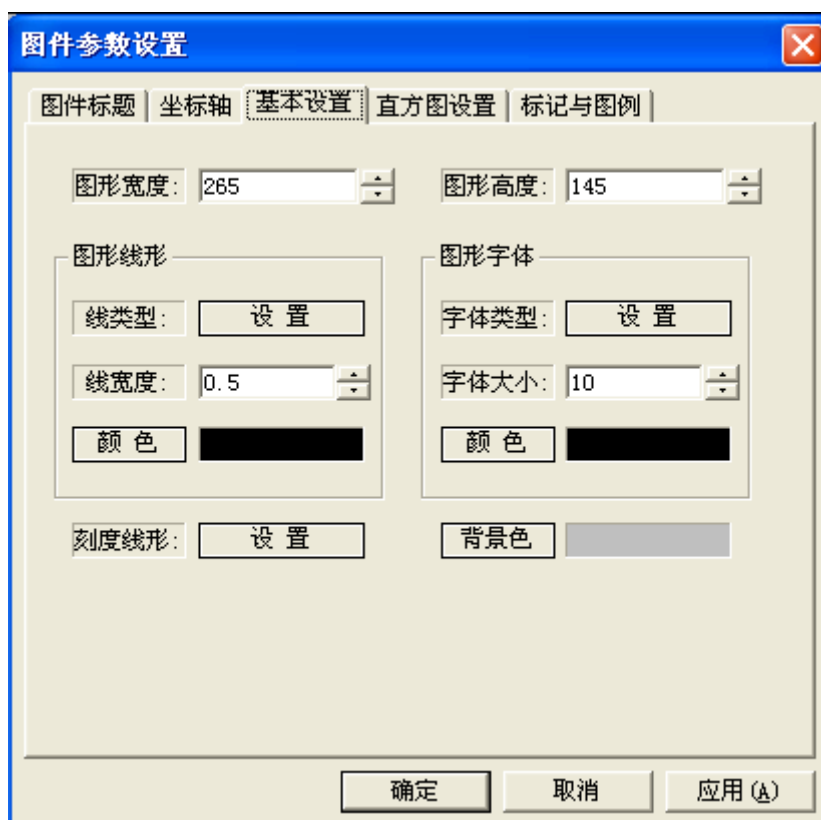 图件参数设置
图件标题 坐标轴 基本设置 直方图设置 标记与图例
图形宽度: 265 图形高度: 145
图形线形 图形字体
线类型: 设 置 字体类型: 设 置
线宽度: 0.5 字体大小: 10
颜 色 颜 色
刻度线形: 设 置 背景色
确定 取消 应用(A)